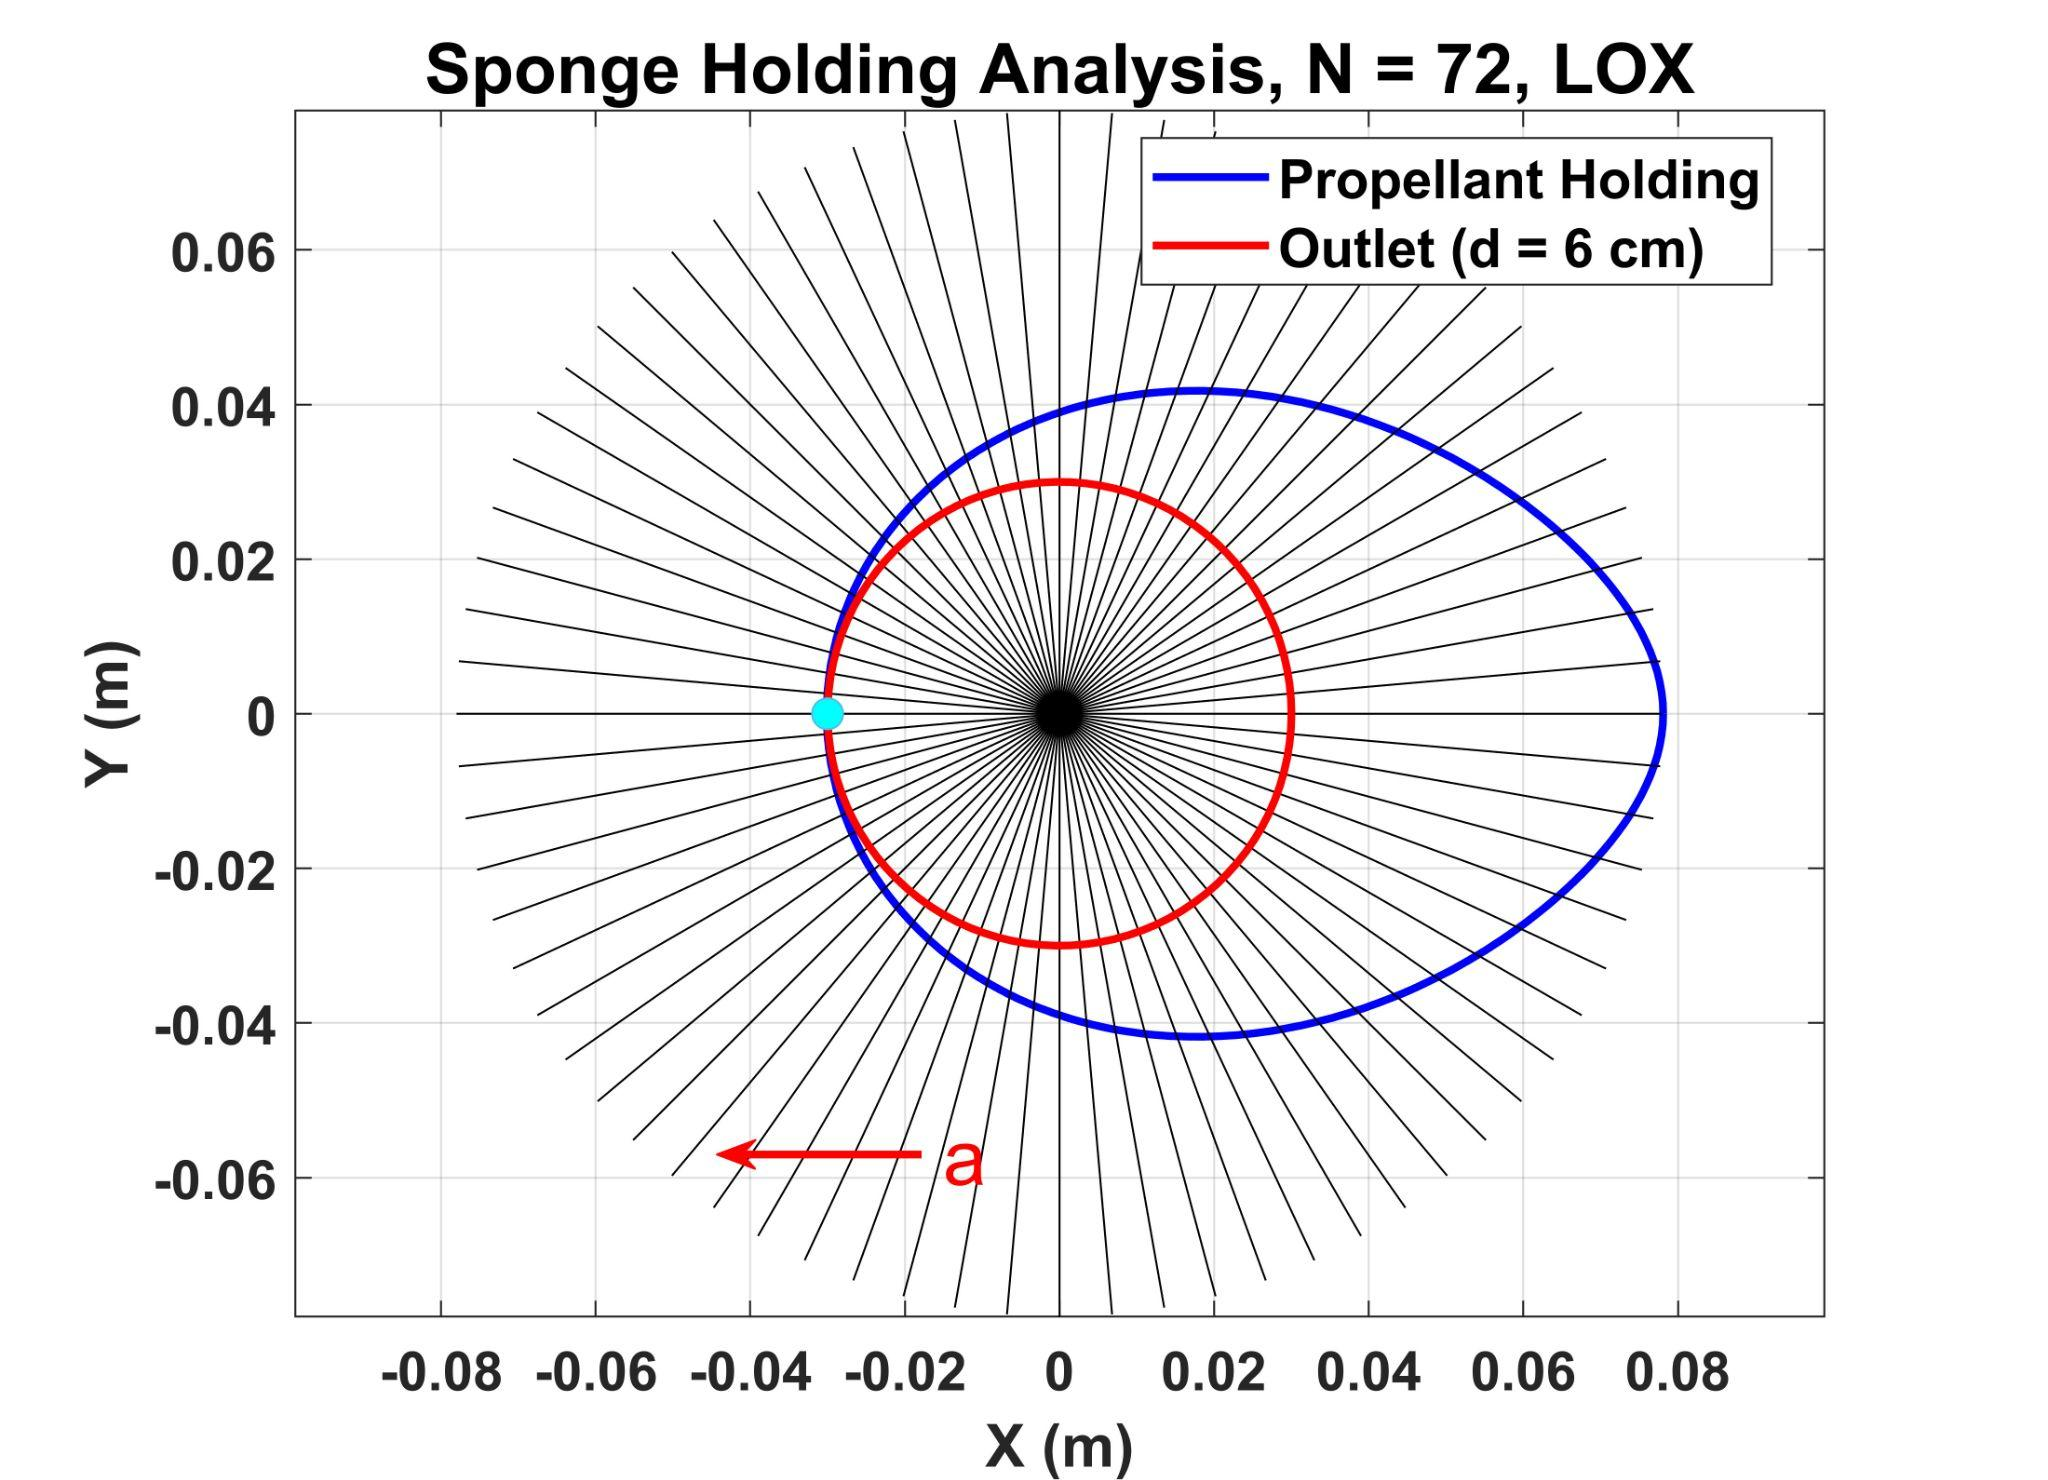 Sponge Holding Analysis, N = 72, LOX
Propellant Holding
Outlet (d = 6 cm)
0.06
0.04
0.02
0
-0.02
-0.04
-0.06
Y (m)
a
-0.08 -0.06 -0.04 -0.02 0 0.02 0.04 0.06 0.08
X (m)